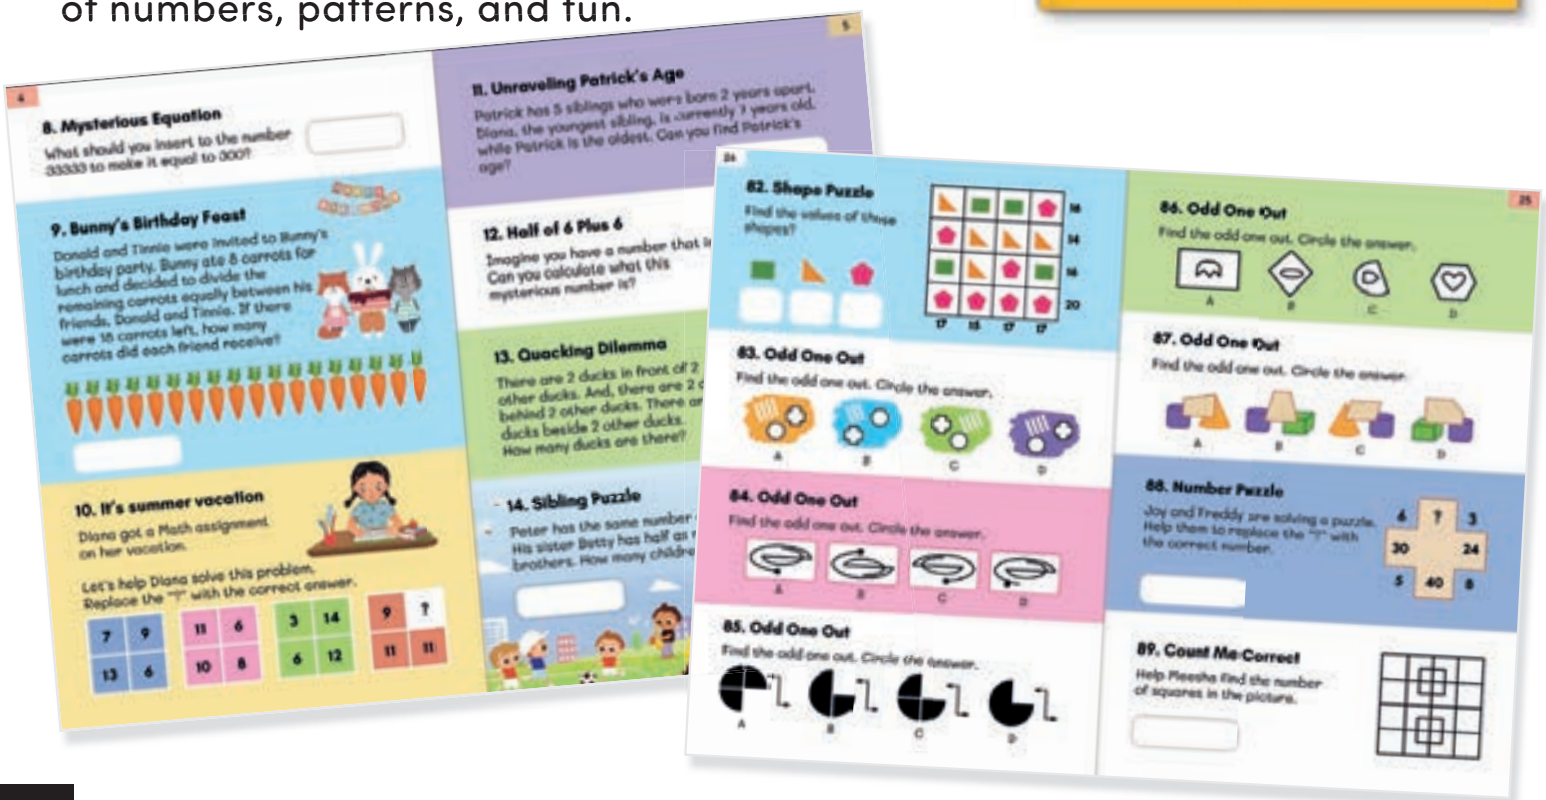 of numbers, patterns, and fun.
4
8. Mysterious Equation
What should you insert to the number
33333 to make it equal to 300?
9. Bunny's Birthday Feast
Donald and Tinnie were invited to Bunny's
birthday party. Bunny ate 8 carrots for
lunch and decided to divide the
remaining carrots equally between his
friends, Donald and Tinnie. If there
were 18 carrots left, how many
carrots did each friend receive?
10. It's summer vacation
Diana got a Math assignment
on her vacation.
Let's help Diana solve this problem.
Replace the "?" with the correct answer.
7 9 11 6 3 14 9 ?
13 6 10 8 6 12 11 11
5
11. Unraveling Patrick's Age
Patrick has 5 siblings who were born 2 years apart.
Diana, the youngest sibling, is currently 7 years old,
while Patrick is the oldest. Can you find Patrick's
age?
12. Half of 6 Plus 6
Imagine you have a number that
Can you calculate what this
mysterious number is?
13. Quacking Dilemma
There are 2 ducks in front of 2
other ducks. And, there are 2
behind 2 other ducks. There
ducks beside 2 other ducks.
How many ducks are there?
14. Sibling Puzzle
Peter has the same number
His sister Betty has half as
brothers. How many
82. Shape Puzzle
Find the values of these
shapes?
14
16
20
17 17 17
83. Odd One Out
Find the odd one out. Circle the answer.
A B C D
84. Odd One Out
Find the odd one out. Circle the answer.
A B C D
85. Odd One Out
Find the odd one out. Circle the answer.
A B C D
25
86. Odd One Out
Find the odd one out. Circle the answer.
A B C D
87. Odd One Out
Find the odd one out. Circle the answer.
A B C D
88. Number Puzzle
Joy and Freddy are solving a puzzle.
Help them to replace the "?" with
the correct number.
6 ? 3
30 24
5 40 8
89. Count Me Correct
Help Meesha find the number
of squares in the picture.